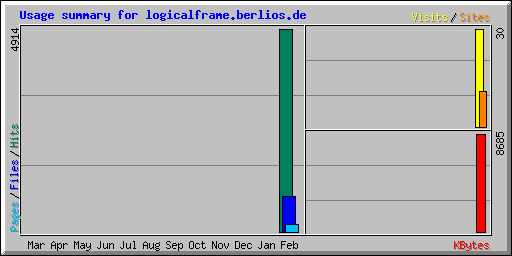 Usage summary for logicalframe.berlios.de
Visits/Sites
4914
30
8685
Pages/Files/Hits
Mar Apr May Jun Jul Aug Sep Oct Nov Dec Jan Feb
KBytes